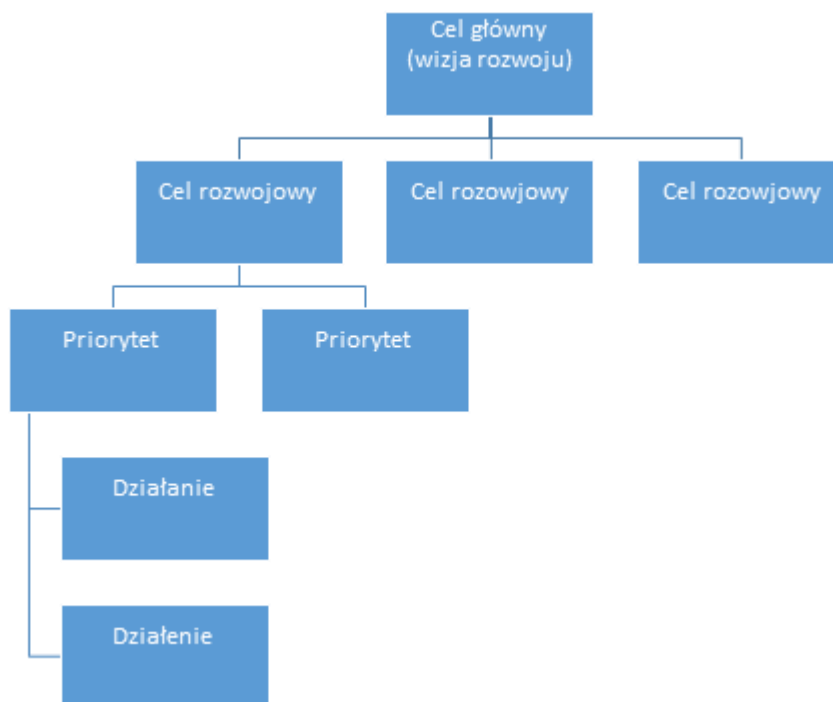 Cel główny
(wizja rozwoju)
Cel rozwojowy
Cel rozowjowy
Cel rozowjowy
Priorytet
Priorytet
Działanie
Działenie